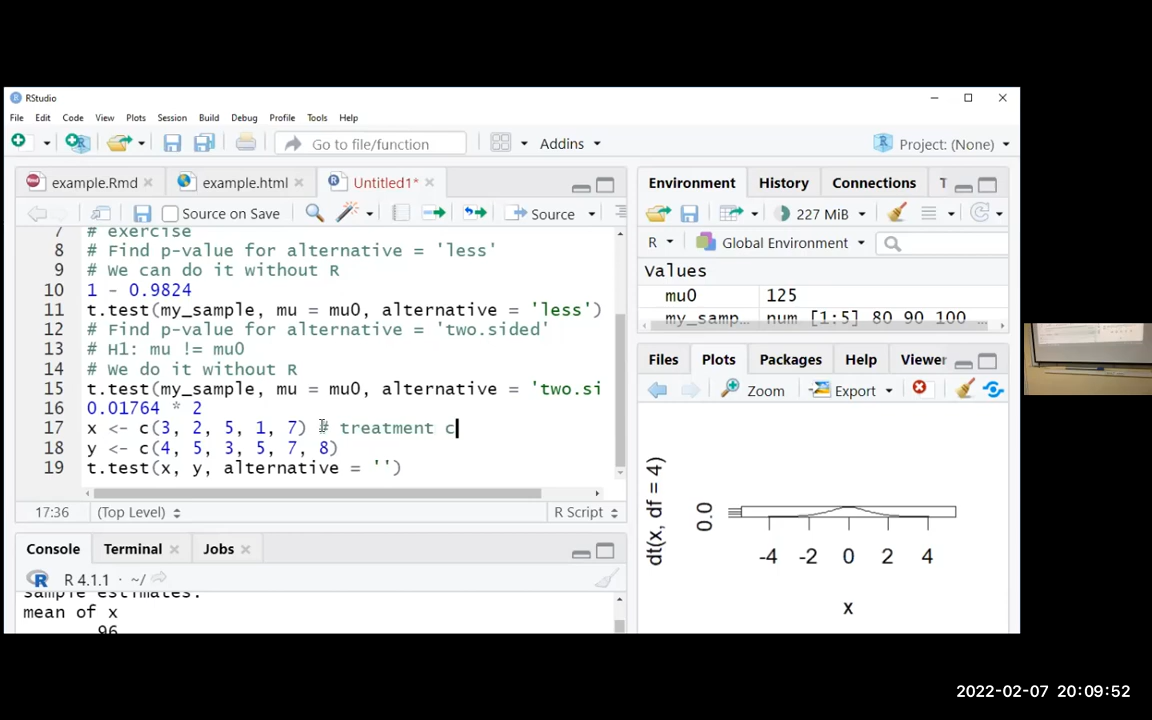 RStudio
File Edit Code View Plots Session Build Debug Profile Tools Help
Go to file/function Addins Project: (None)
example.Rmd example.html Untitled1*
Source on Save Source
7 # exercise
8 # Find p-value for alternative = 'less'
9 # We can do it without R
10 1 - 0.9824
11 t.test(my_sample, mu = mu0, alternative = 'less')
12 # Find p-value for alternative = 'two.sided'
13 # H1: mu != mu0
14 # We do it without R
15 t.test(my_sample, mu = mu0, alternative = 'two.si
16 0.01764 * 2
17 x <- c(3, 2, 5, 1, 7) # treatment c
18 y <- c(4, 5, 3, 5, 7, 8)
19 t.test(x, y, alternative = '')
17:36 (Top Level) R Script
Console Terminal Jobs
R 4.1.1 · ~/
sample estimates:
mean of x
96
Environment History Connections T
227 MiB
R Global Environment
Values
mu0 125
my_samp… num [1:5] 80 90 100 …
Files Plots Packages Help Viewer
Zoom Export
dt(x, df = 4)
0.0
-4 -2 0 2 4
x
2022-02-07 20:09:52